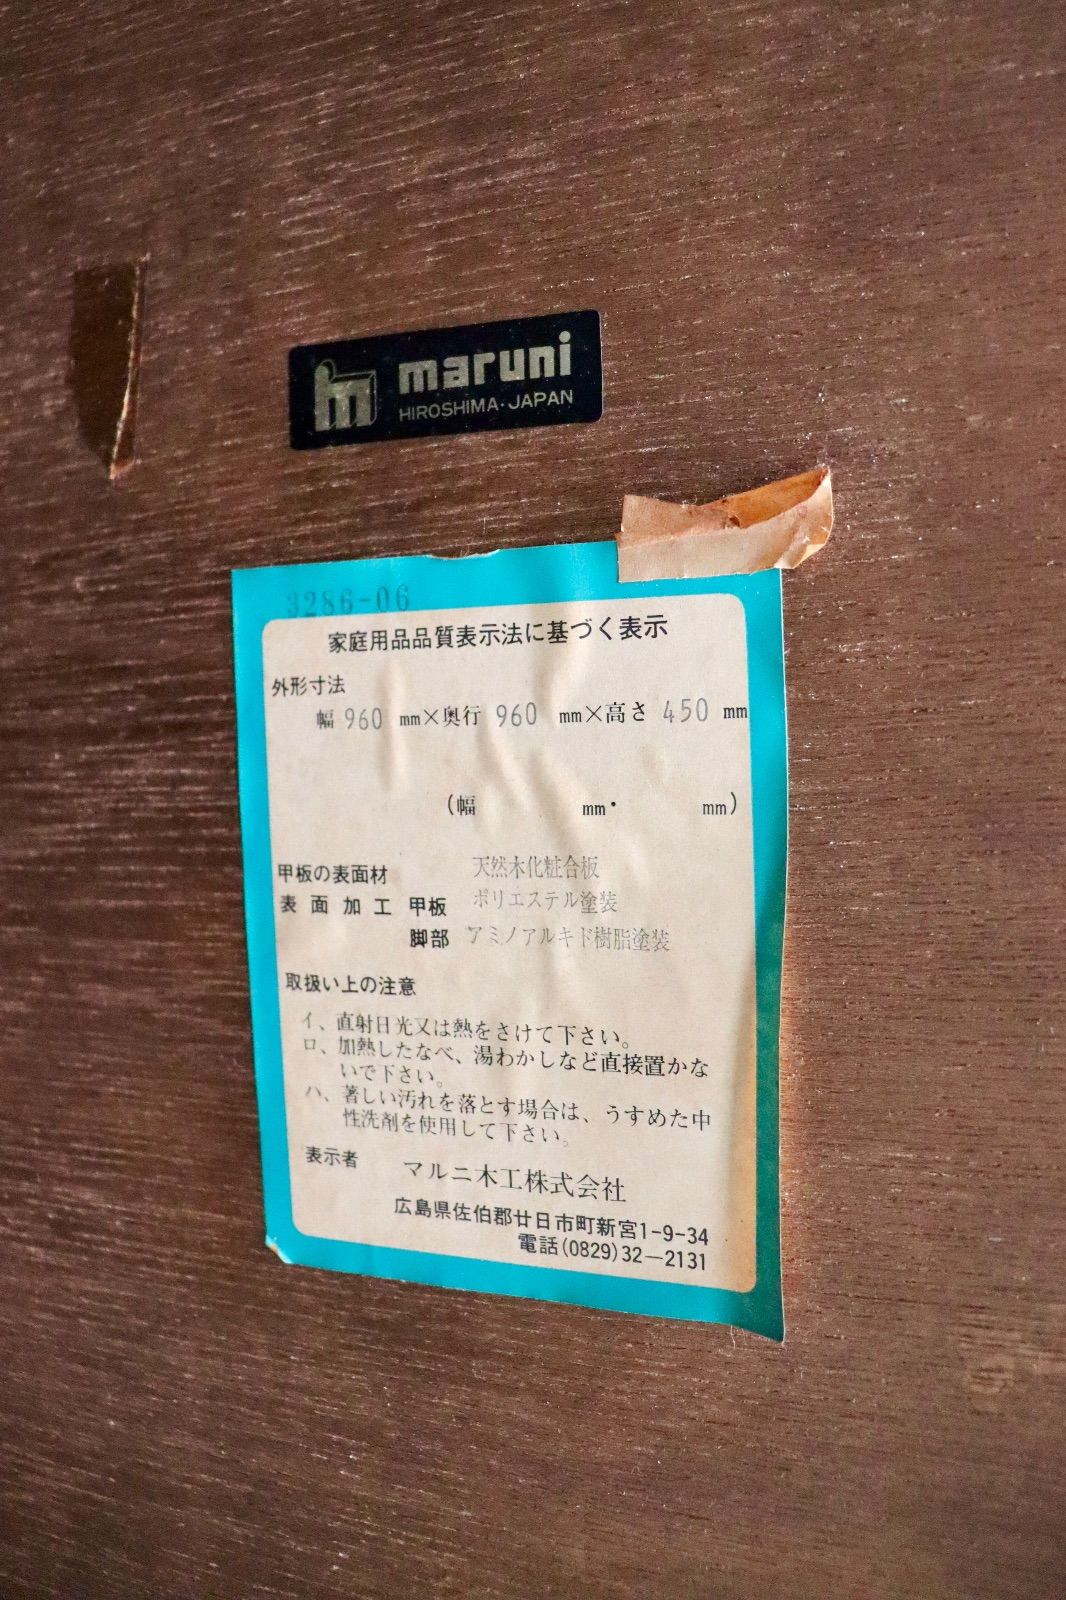 maruni
HIROSHIMA・JAPAN
3286-06
家庭用品品質表示法に基づく表示
外形寸法
幅 960 mm×奥行 960 mm×高さ 450 mm
(幅 mm・ mm)
甲板の表面材 天然木化粧合板
表面加工 甲板 ポリエステル塗装
脚部 アミノアルキド樹脂塗装
取扱い上の注意
イ、直射日光又は熱をさけて下さい。
ロ、加熱したなべ、湯わかしなど直接置かな
いで下さい。
ハ、著しい汚れを落とす場合は、うすめた中
性洗剤を使用して下さい。
表示者 マルニ木工株式会社
広島県佐伯郡廿日市町新宮1-9-34
電話(0829)32-2131